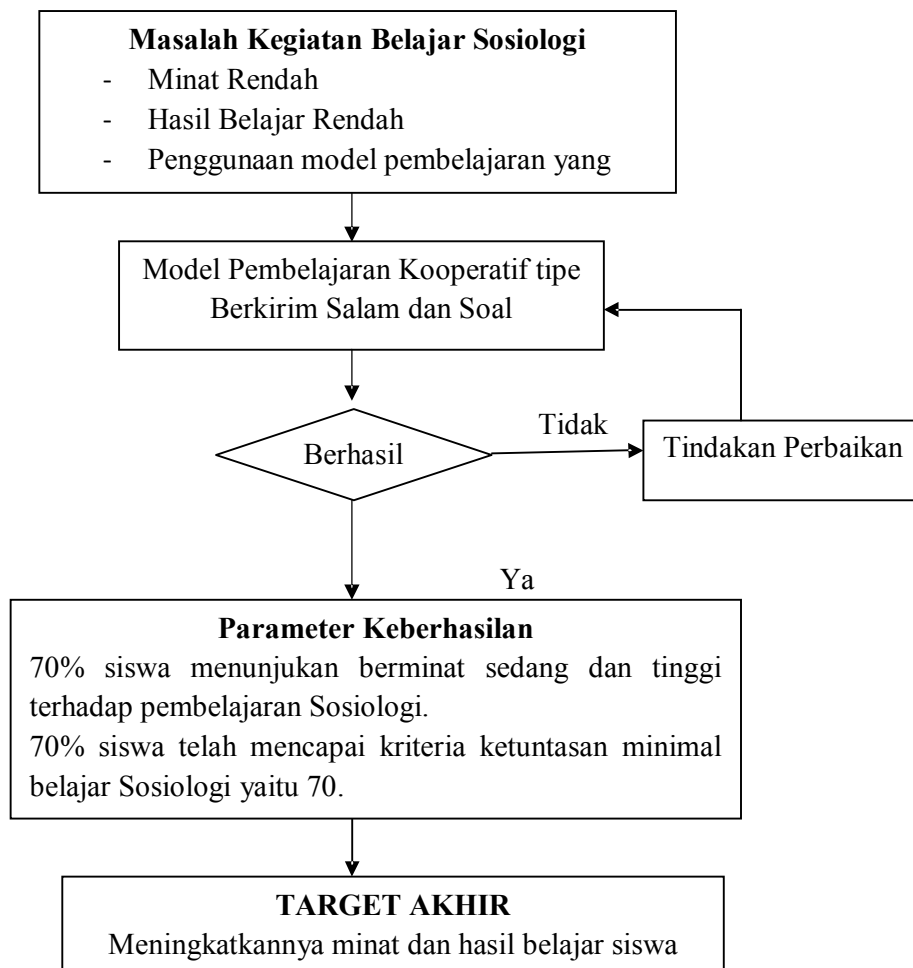 Masalah Kegiatan Belajar Sosiologi
- Minat Rendah
- Hasil Belajar Rendah
- Penggunaan model pembelajaran yang
Model Pembelajaran Kooperatif tipe
Berkirim Salam dan Soal
Tidak
Berhasil
Tindakan Perbaikan
Ya
Parameter Keberhasilan
70% siswa menunjukan berminat sedang dan tinggi
terhadap pembelajaran Sosiologi.
70% siswa telah mencapai kriteria ketuntasan minimal
belajar Sosiologi yaitu 70.
TARGET AKHIR
Meningkatkannya minat dan hasil belajar siswa